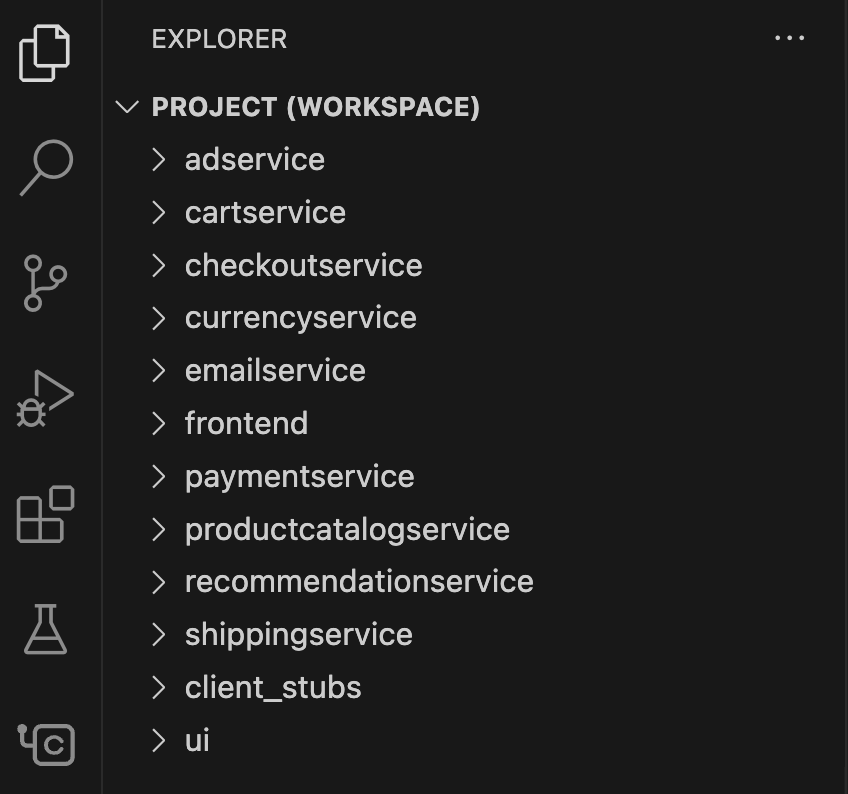 EXPLORER
PROJECT (WORKSPACE)
adservice
cartservice
checkoutservice
currencyservice
emailservice
frontend
paymentservice
productcatalogservice
recommendationservice
shippingservice
client_stubs
ui
C